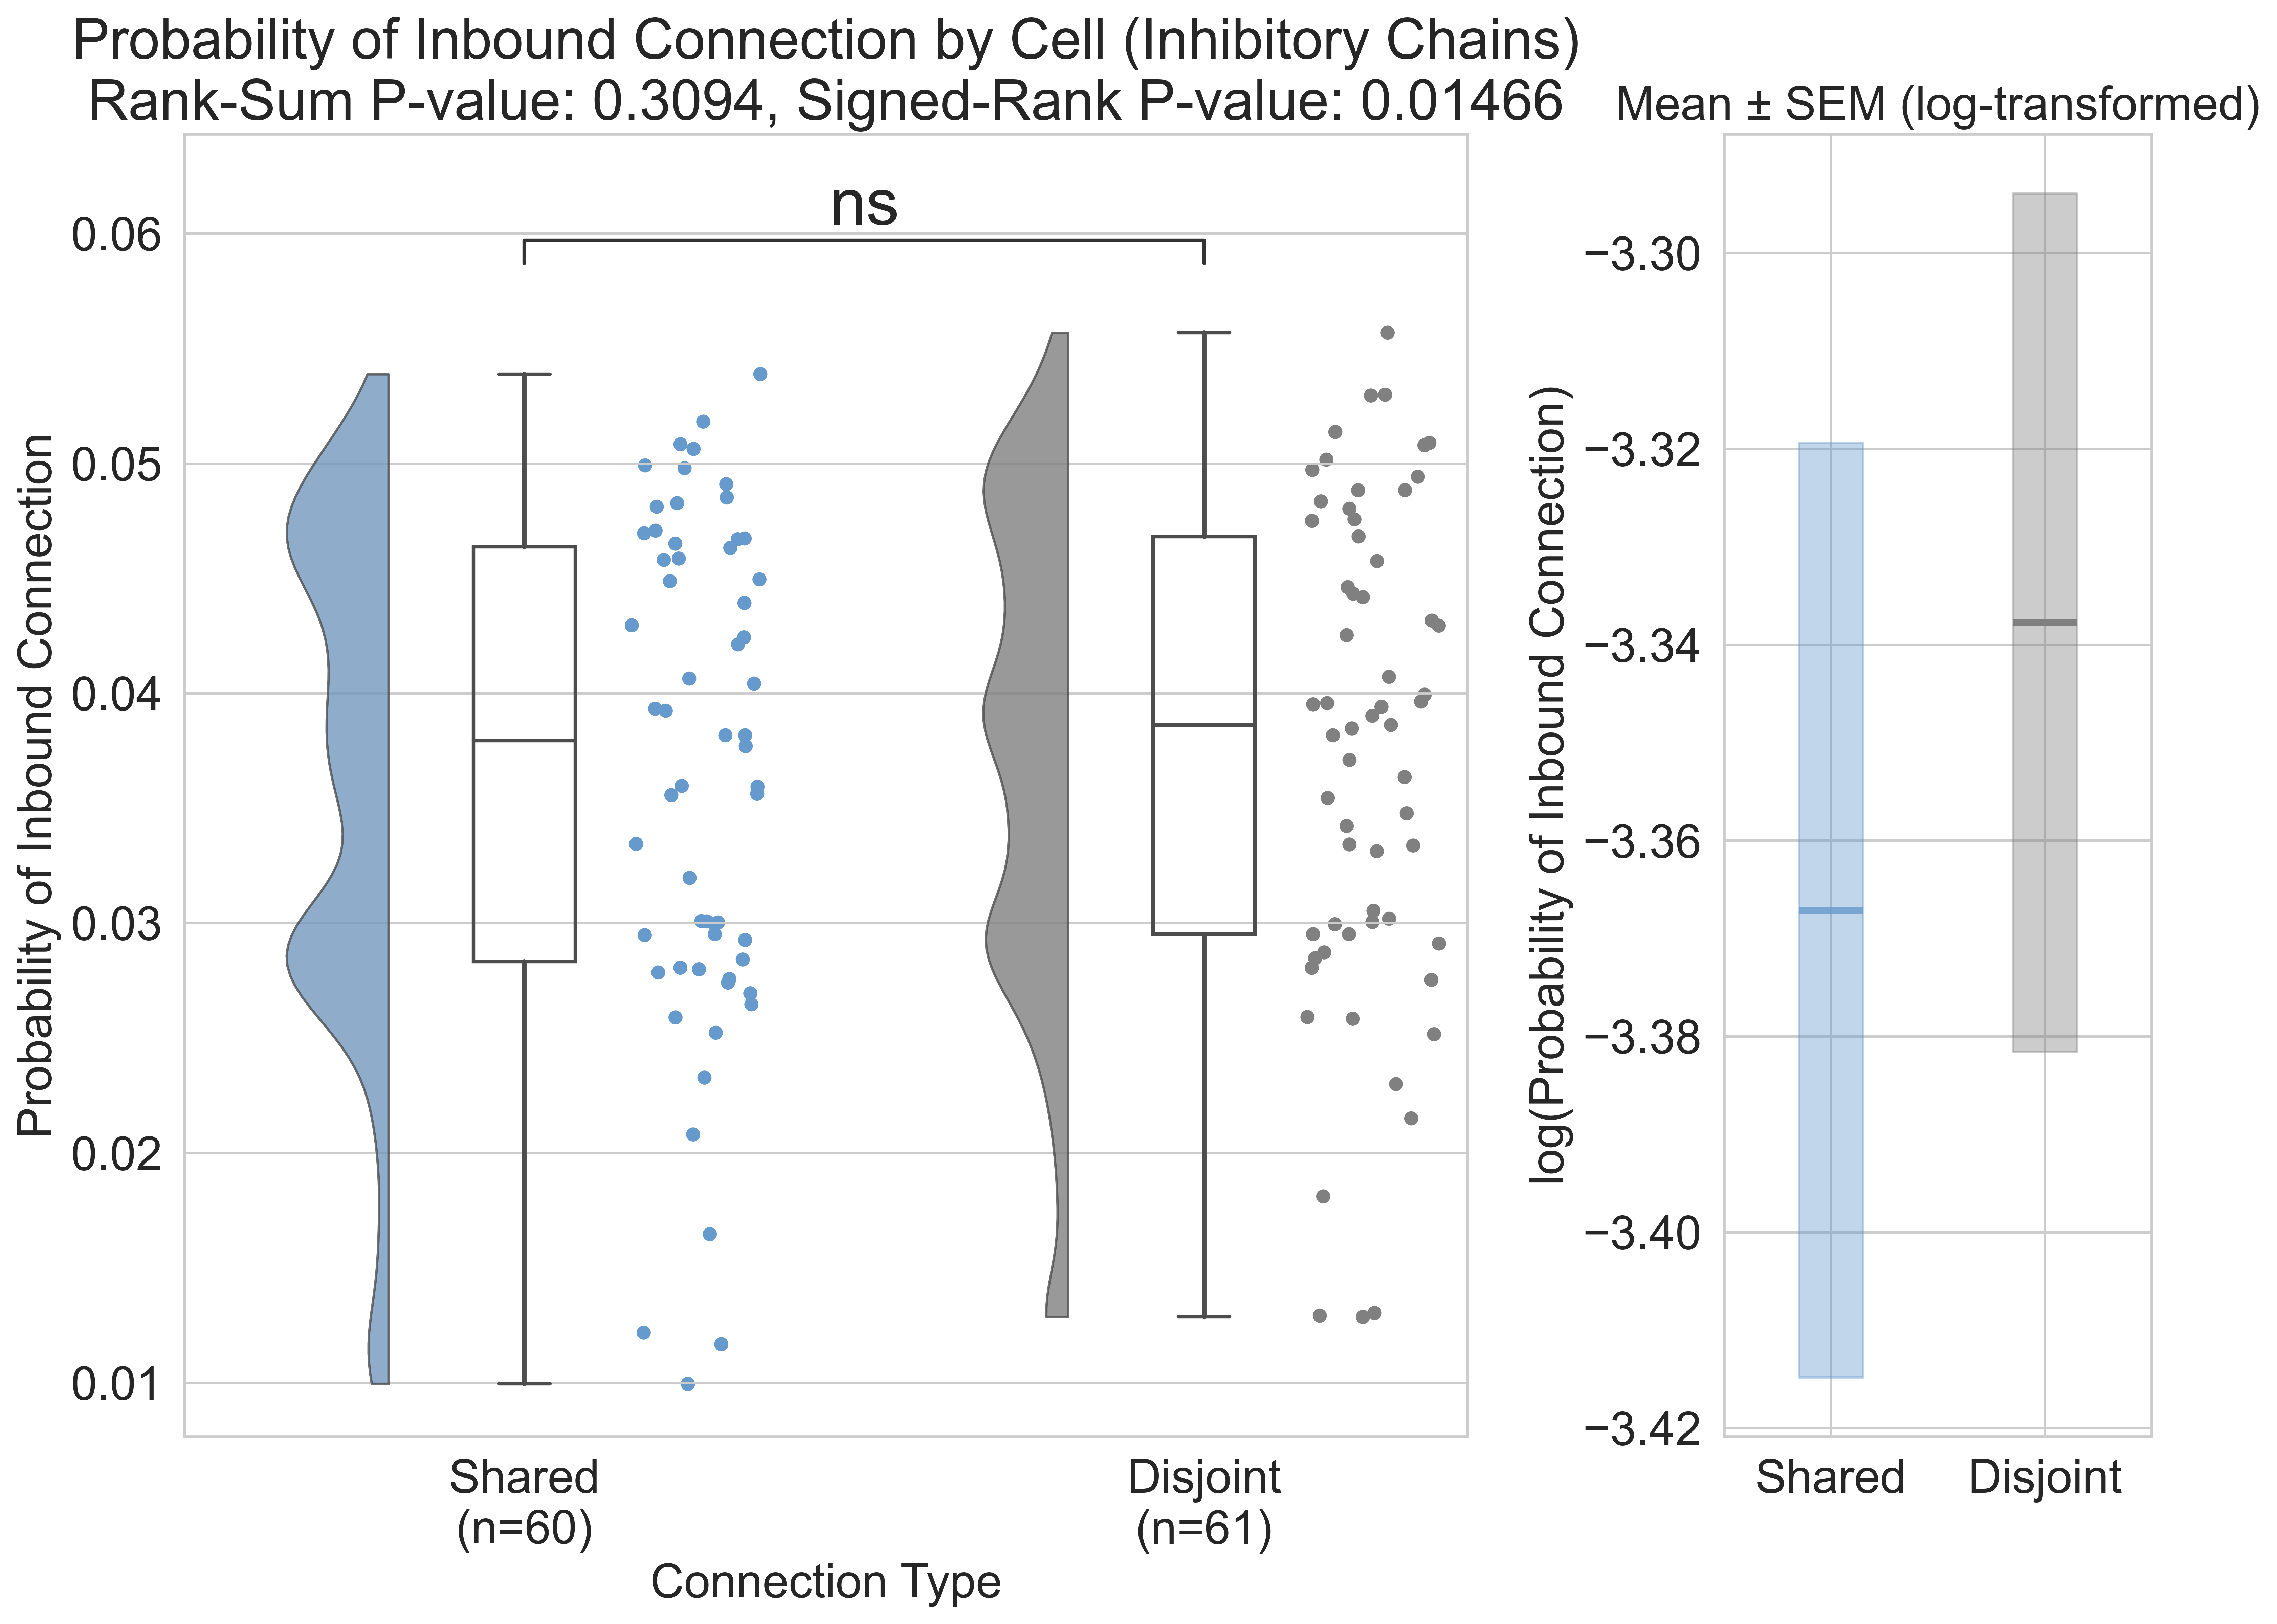 Probability of Inbound Connection by Cell (Inhibitory Chains)
Rank-Sum P-value: 0.3094, Signed-Rank P-value: 0.01466
ns
Probability of Inbound Connection
0.06
0.05
0.04
0.03
0.02
0.01
Shared
(n=60)
Disjoint
(n=61)
Connection Type
Mean ± SEM (log-transformed)
log(Probability of Inbound Connection)
−3.30
−3.32
−3.34
−3.36
−3.38
−3.40
−3.42
Shared
Disjoint